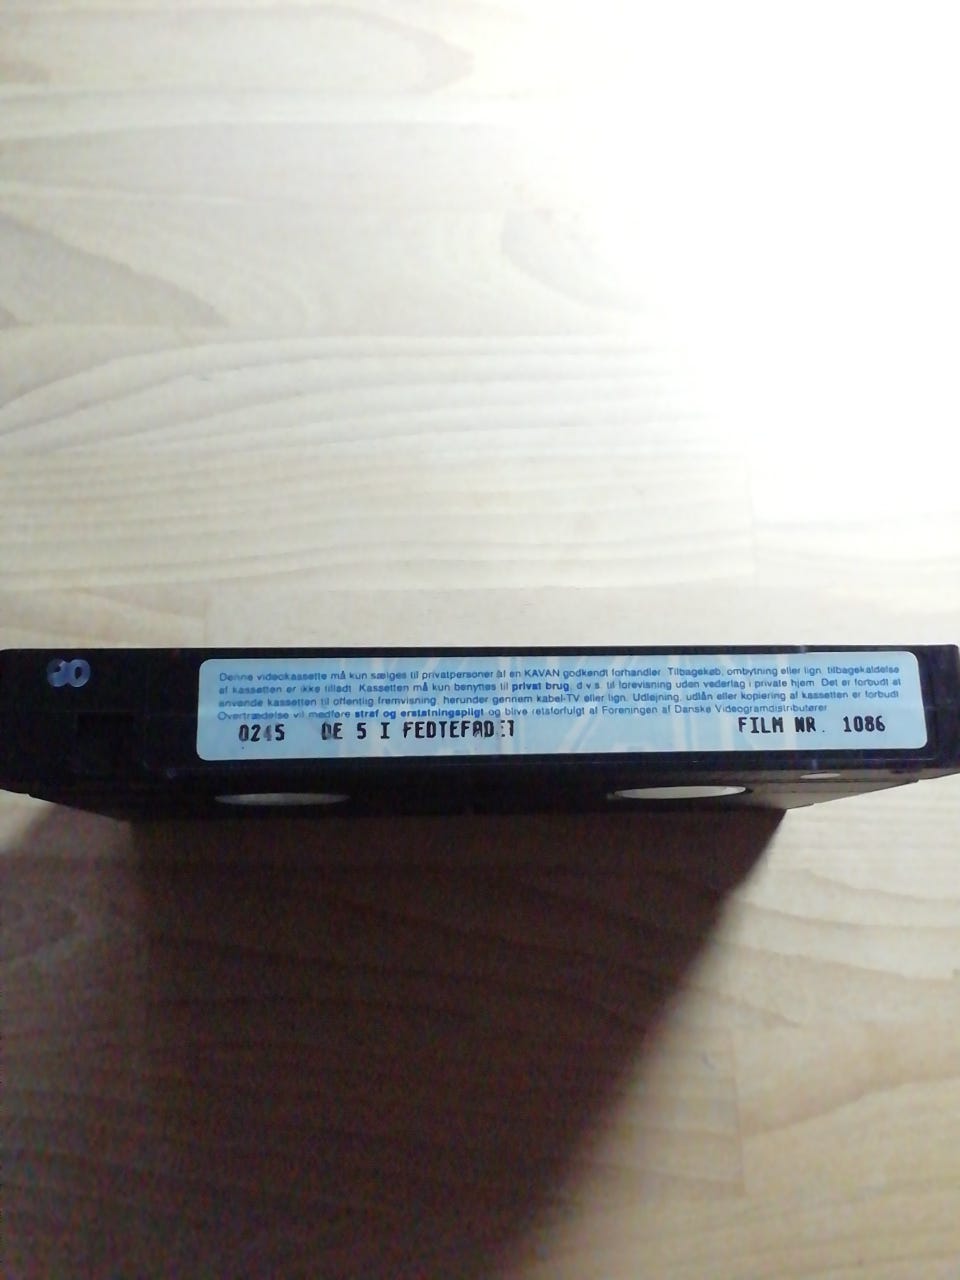 Denne videokassette må kun sælges til privatpersoner af en KAVAN godkendt forhandler. Tilbagekøb, ombytning eller lign. tilbagekaldelse
af kassetten er ikke tilladt. Kassetten må kun benyttes til privat brug, d.v.s. til forevisning uden vederlag i private hjem. Det er forbudt at
anvende kassetten til offentlig fremvisning, herunder gennem kabel-TV eller lign. Udlejning, udlån eller kopiering af kassetten er forbudt.
Overtrædelse vil medføre straf og erstatningspligt og blive retsforfulgt af Foreningen af Danske Videogramdistributører
0245 DE 5 I FEDTEFADET FILM NR. 1086